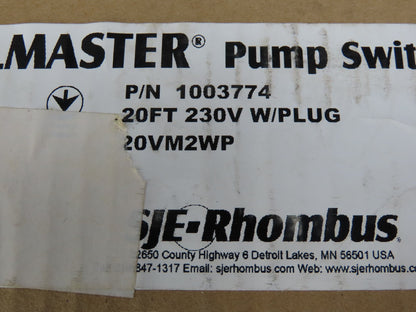 LMASTER® Pump Swit
P/N 1003774
20FT 230V W/PLUG
20VM2WP
SJE-Rhombus®
2650 County Highway 6 Detroit Lakes, MN 56501 USA
847-1317 Email: sjerhombus.com Web: www.sjerhombus.c